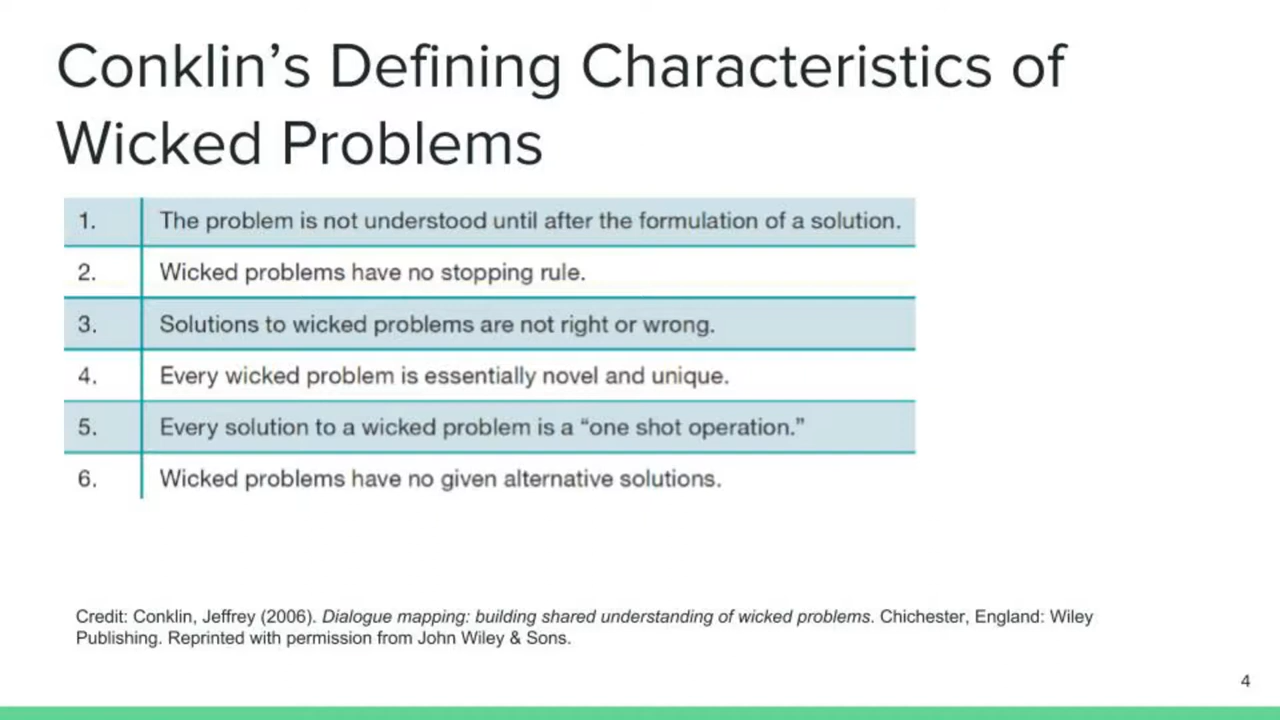 Conklin’s Defining Characteristics of
Wicked Problems
1. The problem is not understood until after the formulation of a solution.
2. Wicked problems have no stopping rule.
3. Solutions to wicked problems are not right or wrong.
4. Every wicked problem is essentially novel and unique.
5. Every solution to a wicked problem is a “one shot operation.”
6. Wicked problems have no given alternative solutions.
Credit: Conklin, Jeffrey (2006). Dialogue mapping: building shared understanding of wicked problems. Chichester, England: Wiley
Publishing. Reprinted with permission from John Wiley & Sons.
4